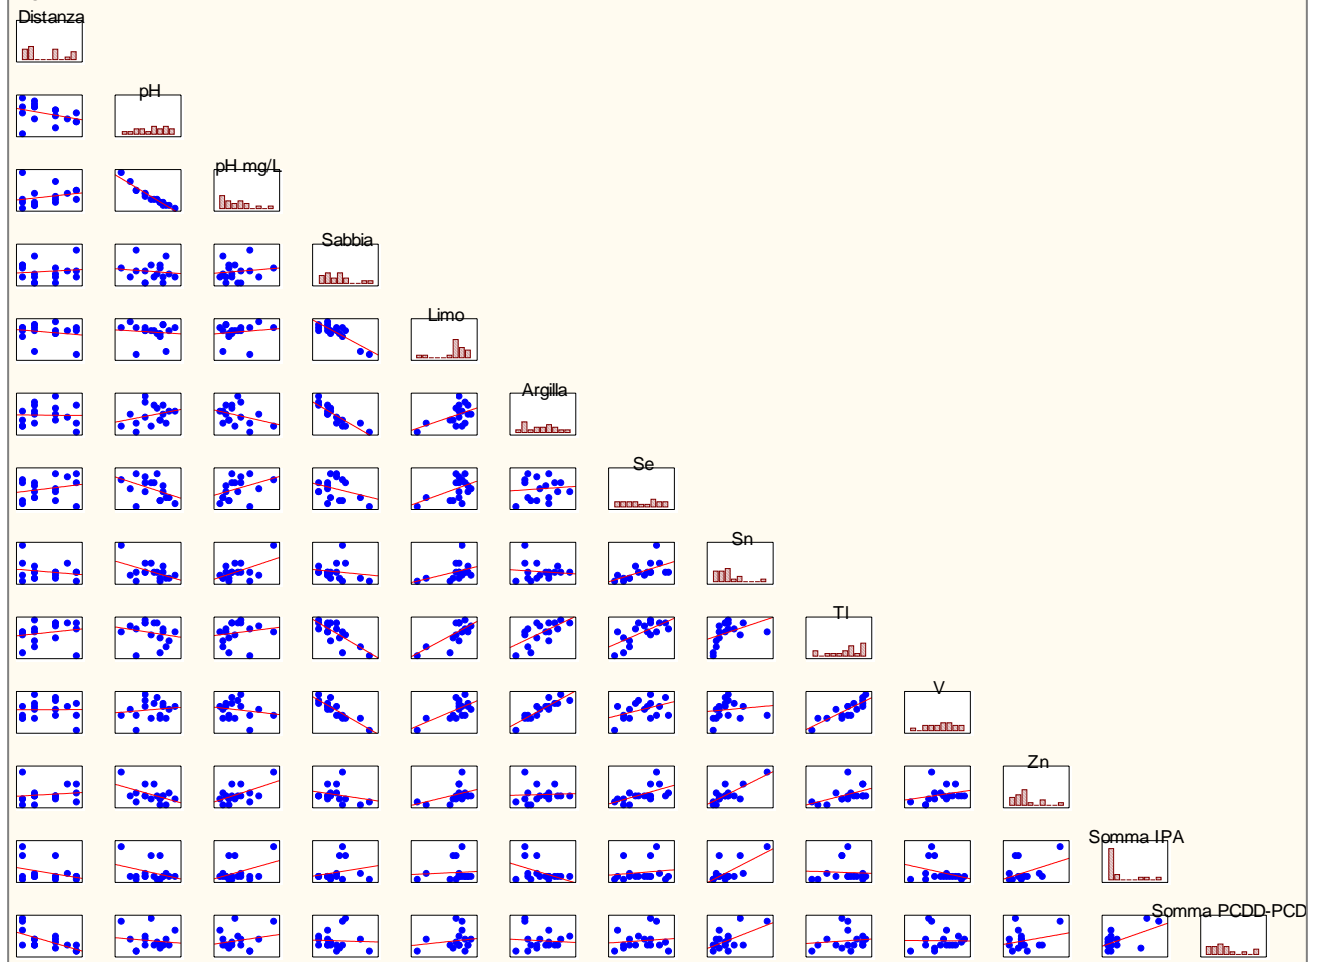 Distanza
pH
pH mg/L
Sabbia
Limo
Argilla
Se
Sn
Tl
V
Zn
Somma IPA
Somma PCDD-PCD